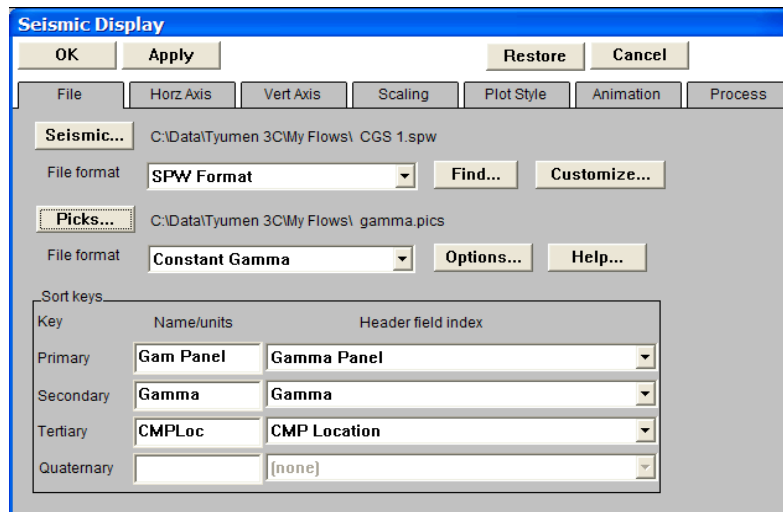 Seismic Display
OK Apply Restore Cancel
File Horz Axis Vert Axis Scaling Plot Style Animation Process
Seismic... C:\Data\Tyumen 3C\My Flows\ CGS 1.spw
File format SPW Format Find... Customize...
Picks... C:\Data\Tyumen 3C\My Flows\ gamma.pics
File format Constant Gamma Options... Help...
Sort keys
Key Name/units Header field index
Primary Gam Panel Gamma Panel
Secondary Gamma Gamma
Tertiary CMPLoc CMP Location
Quaternary (none)